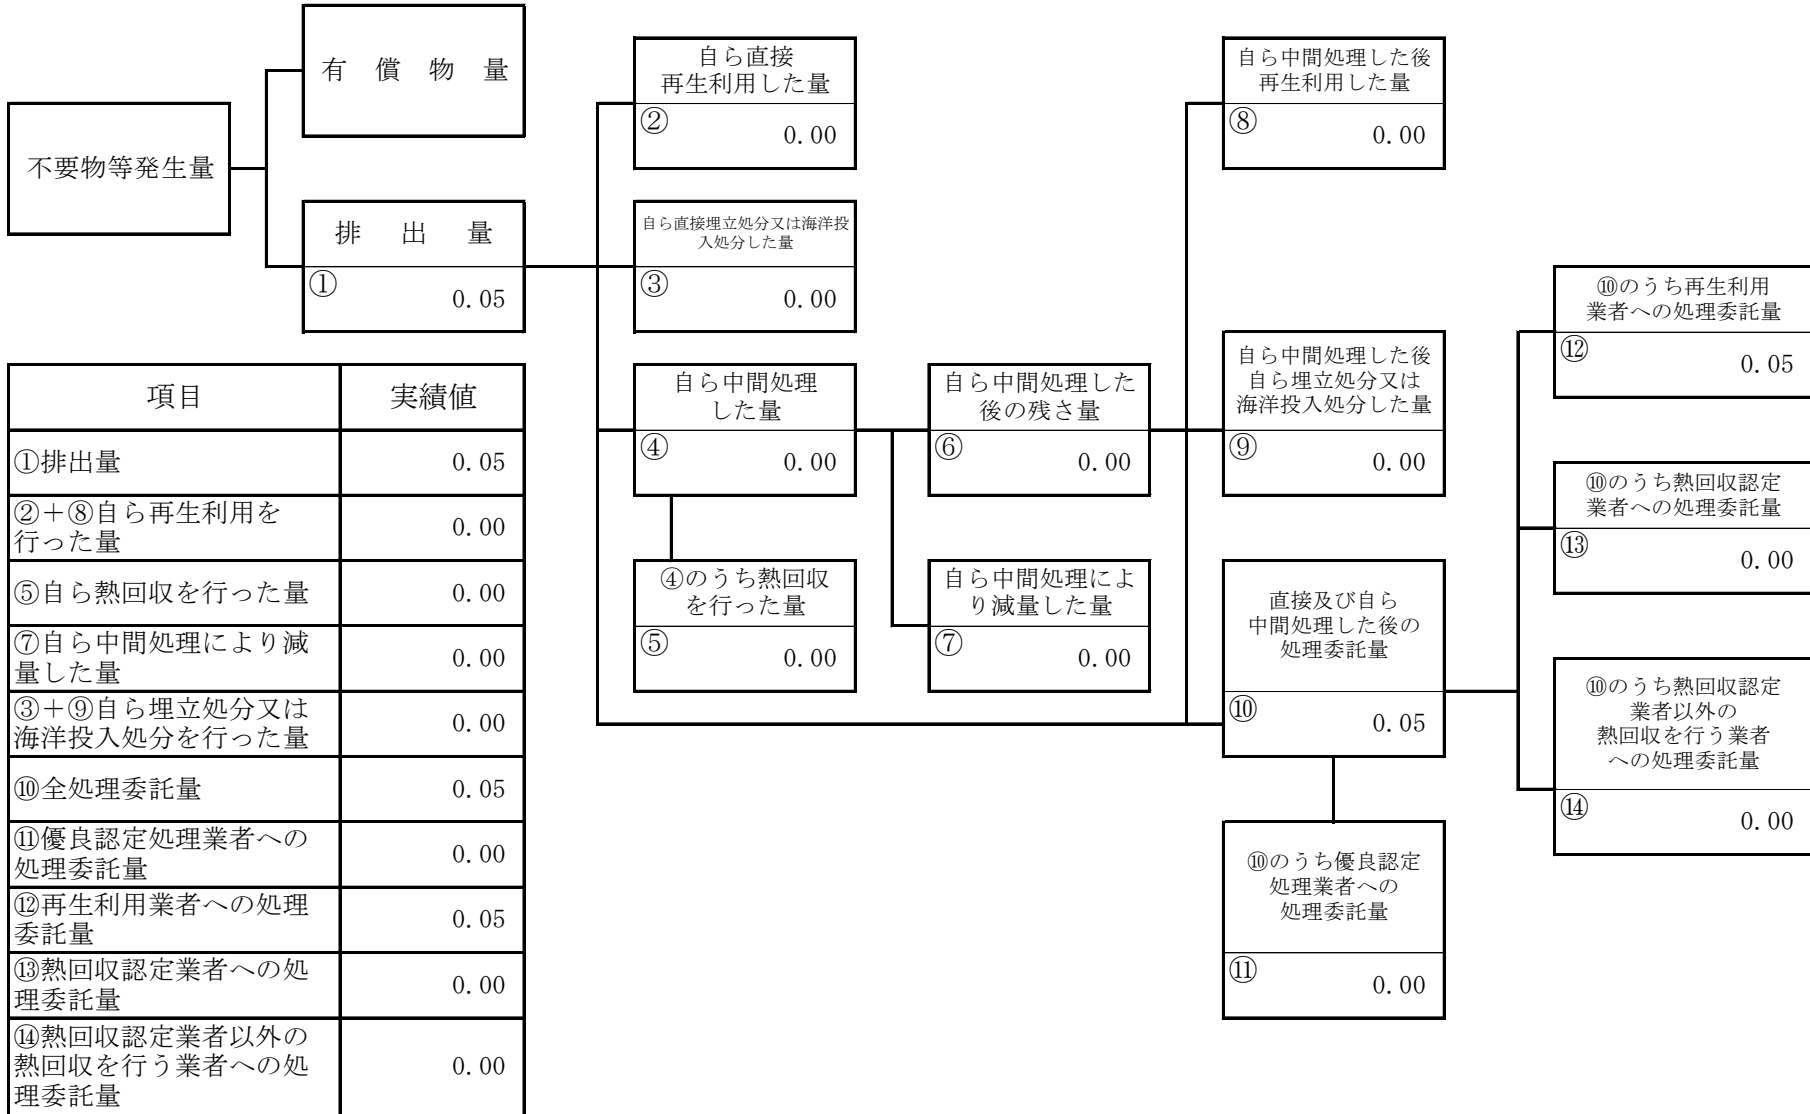 有 償 物 量
不要物等発生量
排 出 量
① 0.05
自ら直接
再生利用した量
② 0.00
自ら直接埋立処分又は海洋投
入処分した量
③ 0.00
自ら中間処理
した量
④ 0.00
④のうち熱回収
を行った量
⑤ 0.00
自ら中間処理した
後の残さ量
⑥ 0.00
自ら中間処理によ
り減量した量
⑦ 0.00
自ら中間処理した後
再生利用した量
⑧ 0.00
自ら中間処理した後
自ら埋立処分又は
海洋投入処分した量
⑨ 0.00
直接及び自ら
中間処理した後の
処理委託量
⑩ 0.05
⑩のうち優良認定
処理業者への
処理委託量
⑪ 0.00
⑩のうち再生利用
業者への処理委託量
⑫ 0.05
⑩のうち熱回収認定
業者への処理委託量
⑬ 0.00
⑩のうち熱回収認定
業者以外の
熱回収を行う業者
への処理委託量
⑭ 0.00
項目 実績値
①排出量 0.05
②＋⑧自ら再生利用を
行った量 0.00
⑤自ら熱回収を行った量 0.00
⑦自ら中間処理により減
量した量 0.00
③＋⑨自ら埋立処分又は
海洋投入処分を行った量 0.00
⑩全処理委託量 0.05
⑪優良認定処理業者への
処理委託量 0.00
⑫再生利用業者への処理
委託量 0.05
⑬熱回収認定業者への処
理委託量 0.00
⑭熱回収認定業者以外の
熱回収を行う業者への処
理委託量 0.00